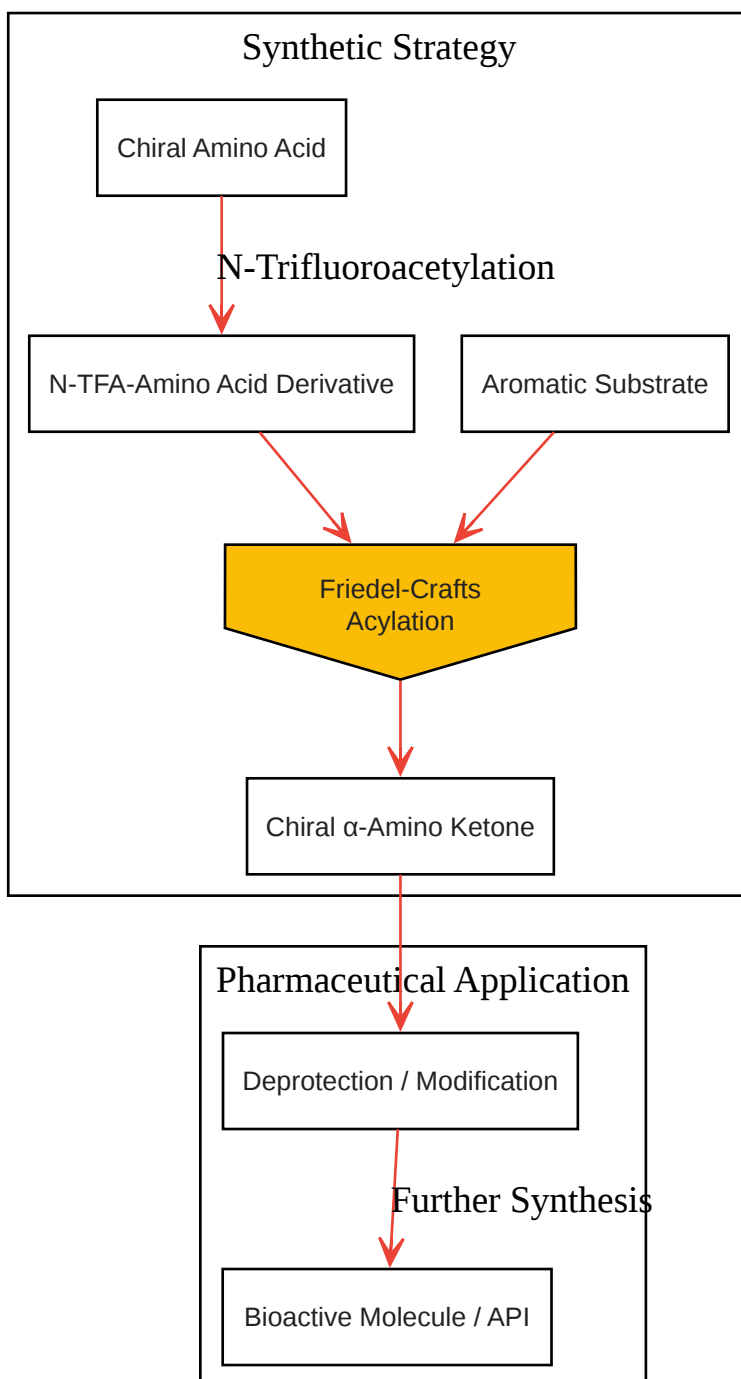 Synthetic Strategy
Chiral Amino Acid
N-Trifluoroacetylation
N-TFA-Amino Acid Derivative
Aromatic Substrate
Friedel-Crafts
Acylation
Chiral α-Amino Ketone
Pharmaceutical Application
Deprotection / Modification
Further Synthesis
Bioactive Molecule / API